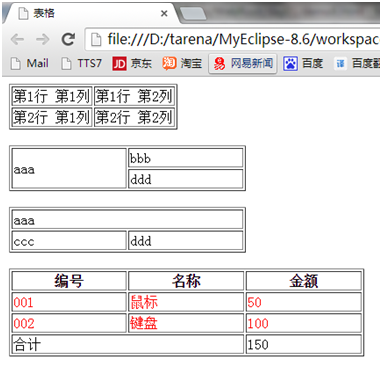 表格
file:///D:/tarena/MyEclipse-8.6/workspac
Mail TTS7 JD 京东 淘 淘宝 网易新闻 百度 译 百度
第1行 第1列 第1行 第2列
第2行 第1列 第2行 第2列
aaa bbb
ddd
aaa
ccc ddd
编号 名称 金额
001 鼠标 50
002 键盘 100
合计 150